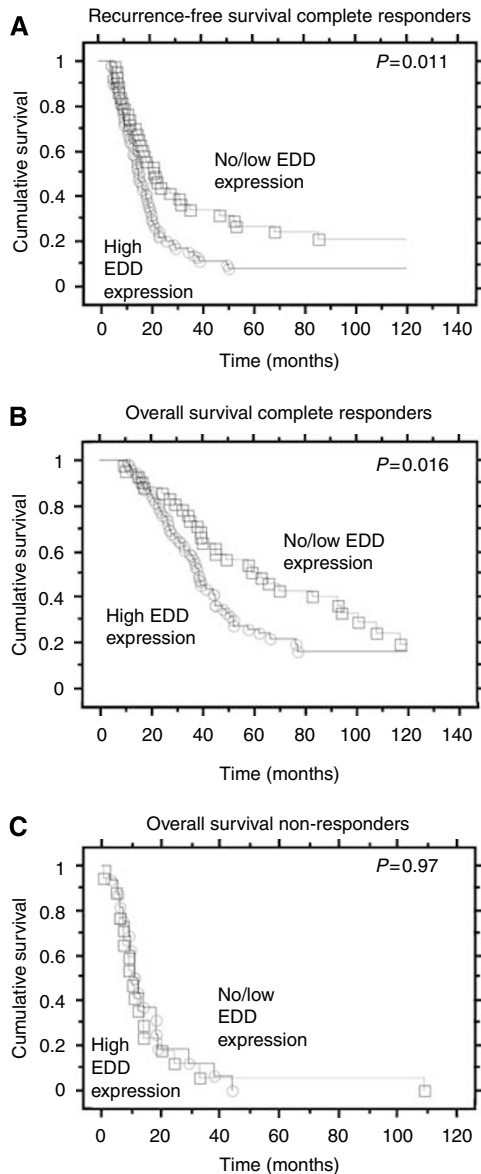 A
Recurrence-free survival complete responders
P=0.011
Cumulative survival
1
0.8
0.6
0.4
0.2
0
No/low EDD
expression
High
EDD
expression
0 20 40 60 80 100 120 140
Time (months)
B
Overall survival complete responders
P=0.016
Cumulative survival
1
0.8
0.6
0.4
0.2
0
No/low EDD
expression
High EDD
expression
0 20 40 60 80 100 120 140
Time (months)
C
Overall survival non-responders
P=0.97
Cumulative survival
1
0.8
0.6
0.4
0.2
0
No/low
EDD
expression
High
EDD
expression
0 20 40 60 80 100 120
Time (months)